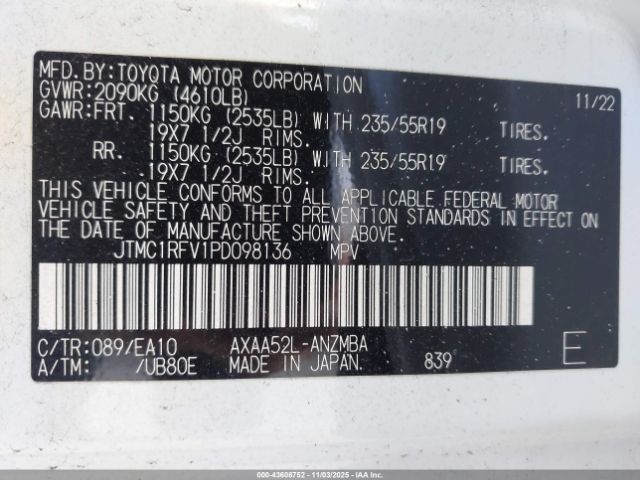 MFD.BY:TOYOTA MOTOR CORPORATION 11/22
GVWR:2090KG (4610LB)
GAWR:FRT. 1150KG (2535LB) WITH 235/55R19 TIRES.
19X7 1/2J RIMS.
RR. 1150KG (2535LB) WITH 235/55R19 TIRES.
19X7 1/2J RIMS.
THIS VEHICLE CONFORMS TO ALL APPLICABLE FEDERAL MOTOR
VEHICLE SAFETY AND THEFT PREVENTION STANDARDS IN EFFECT ON
THE DATE OF MANUFACTURE SHOWN ABOVE.
JTMC1RFV1PD098136 MPV
C/TR:089/EA10 AXAA52L-ANZMBA E
A/TM: /UB80E MADE IN JAPAN. 839
000-43606752 - 11/03/2025 - IAAI.COM